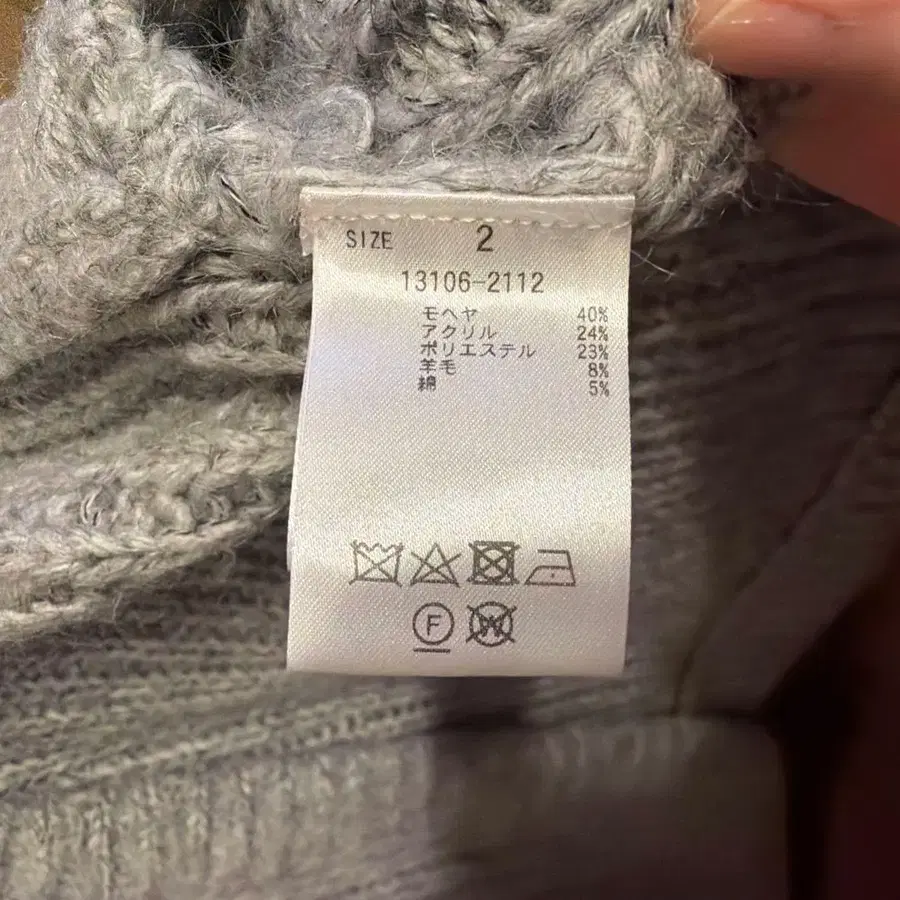 SIZE 2
13106-2112
モヘヤ 40%
アクリル 24%
ポリエステル 23%
羊毛 8%
綿 5%
F W